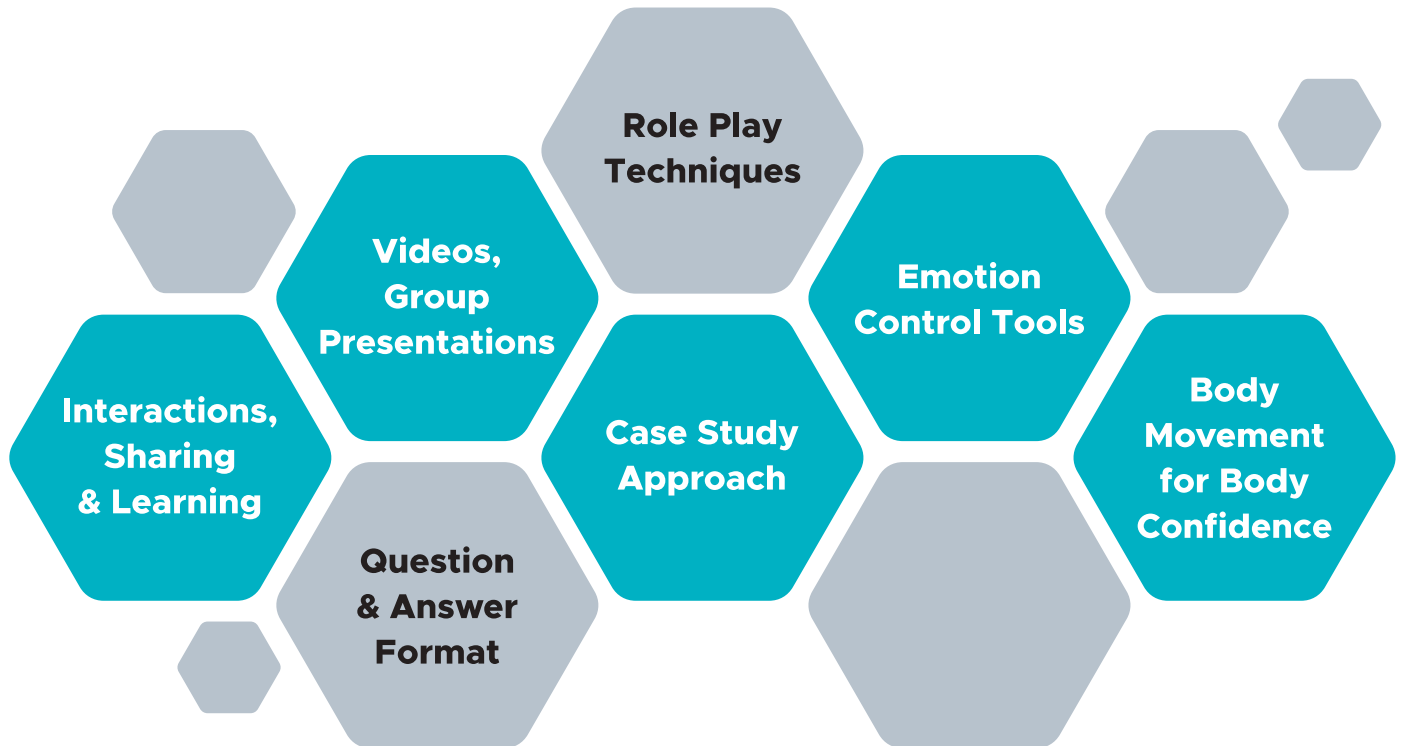 Role Play
Techniques
Videos,
Group
Presentations
Emotion
Control Tools
Interactions,
Sharing
& Learning
Case Study
Approach
Body
Movement
for Body
Confidence
Question
& Answer
Format